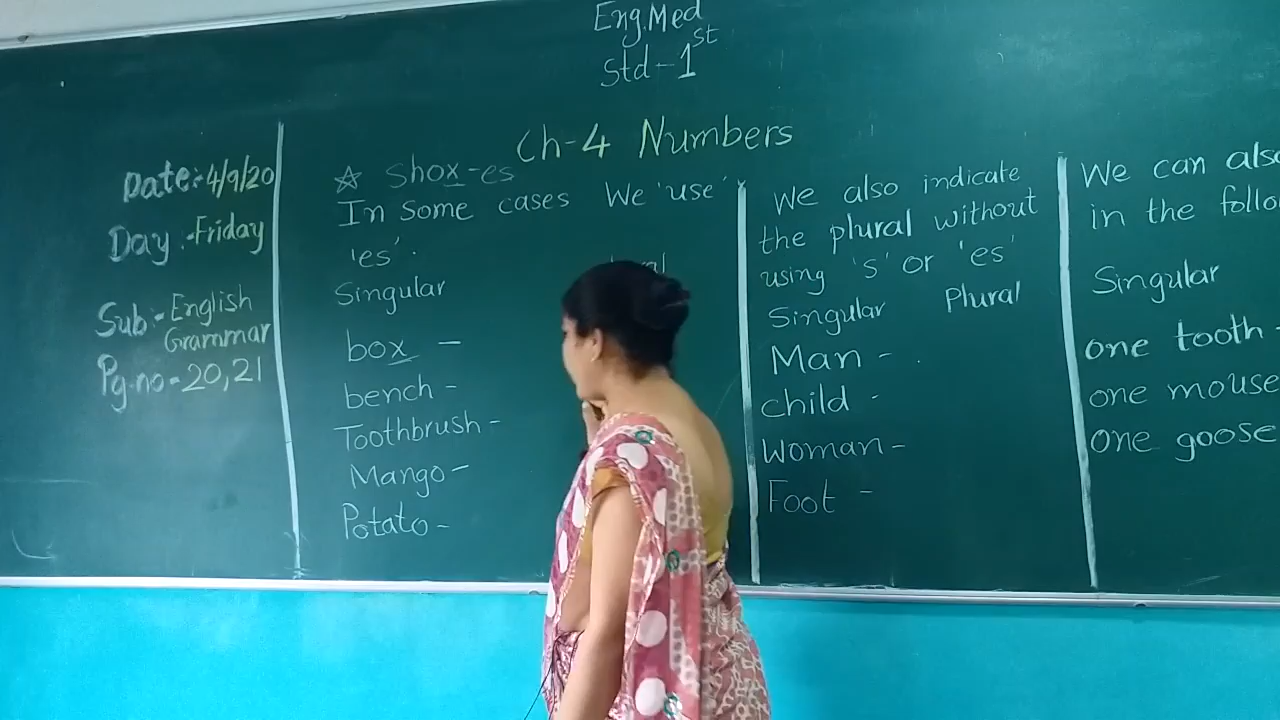 Eng.Med
Std-1st
Ch-4 Numbers
Date:-4/9/20
Day:-Friday
Sub:-English
Grammar
Pg.no-20,21
☆ Shox-es
In Some cases We 'use'
'es'.
Singular
box -
bench -
Toothbrush -
Mango -
Potato -
We also indicate
the plural without
using 's' or 'es'
Singular Plural
Man -
child -
Woman -
Foot -
We can also
in the
Singular
one tooth -
one mouse
one goose